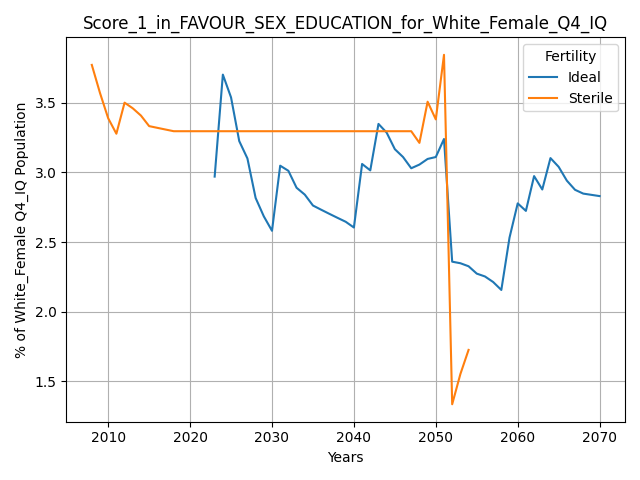 Score_1_in_FAVOUR_SEX_EDUCATION_for_White_Female_Q4_IQ
Fertility
Ideal
Sterile
% of White_Female Q4_IQ Population
3.5
3.0
2.5
2.0
1.5
2010 2020 2030 2040 2050 2060 2070
Years